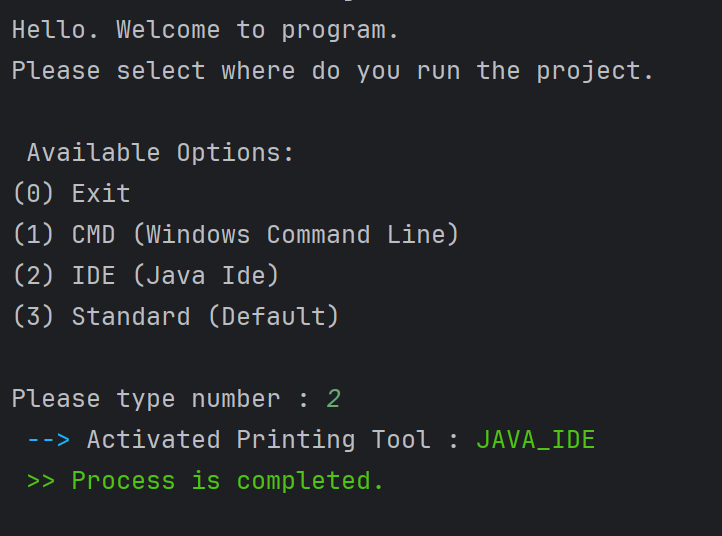 Hello. Welcome to program.
Please select where do you run the project.
Available Options:
(0) Exit
(1) CMD (Windows Command Line)
(2) IDE (Java Ide)
(3) Standard (Default)
Please type number : 2
--> Activated Printing Tool : JAVA_IDE
>> Process is completed.